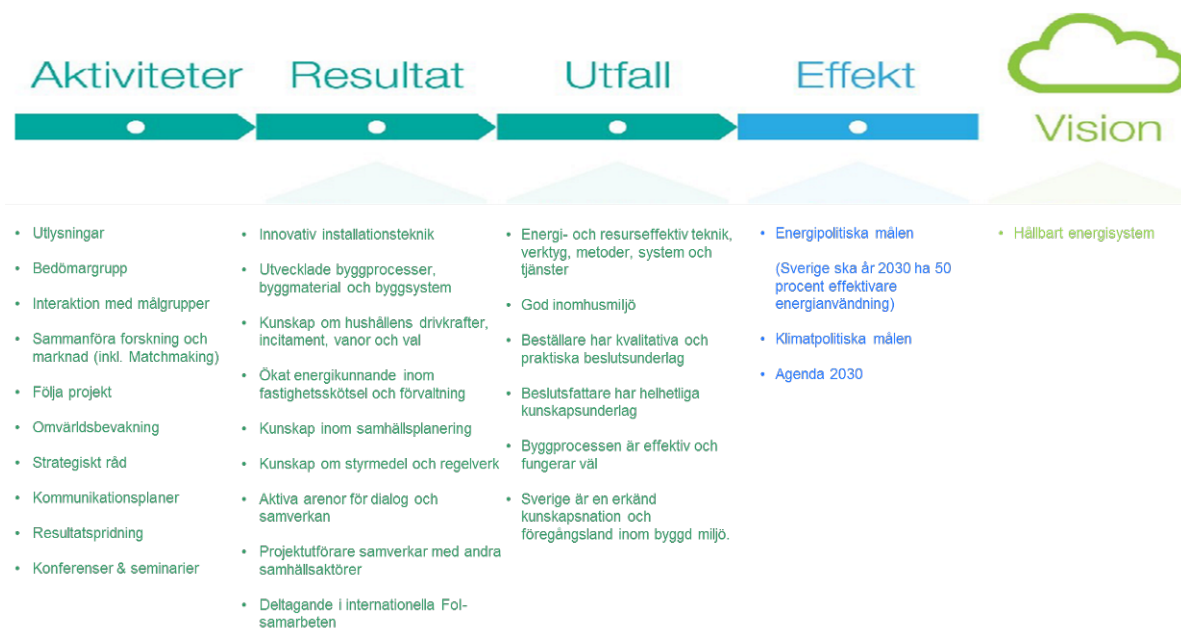 Aktiviteter
Resultat
Utfall
Effekt
Vision
• Utlysningar
• Bedömargrupp
• Interaktion med målgrupper
• Sammanföra forskning och
marknad (inkl. Matchmaking)
• Följa projekt
• Omvärldsbevakning
• Strategiskt råd
• Kommunikationsplaner
• Resultatspridning
• Konferenser & seminarier
• Innovativ installationsteknik
• Utvecklade byggprocesser,
byggmaterial och byggsystem
• Kunskap om hushållens drivkrafter,
incitament, vanor och val
• Ökat energikunnande inom
fastighetsskötsel och förvaltning
• Kunskap inom samhällsplanering
• Kunskap om styrmedel och regelverk
• Aktiva arenor för dialog och
samverkan
• Projektutförare samverkar med andra
samhällsaktörer
• Deltagande i internationella FoI-
samarbeten
• Energi- och resurseffektiv teknik,
verktyg, metoder, system och
tjänster
• God inomhusmiljö
• Beställare har kvalitativa och
praktiska beslutsunderlag
• Beslutsfattare har helhetliga
kunskapsunderlag
• Byggprocessen är effektiv och
fungerar väl
• Sverige är en erkänd
kunskapsnation och
föregångsland inom byggd miljö.
• Energipolitiska målen
(Sverige ska år 2030 ha 50
procent effektivare
energianvändning)
• Klimatpolitiska målen
• Agenda 2030
• Hållbart energisystem